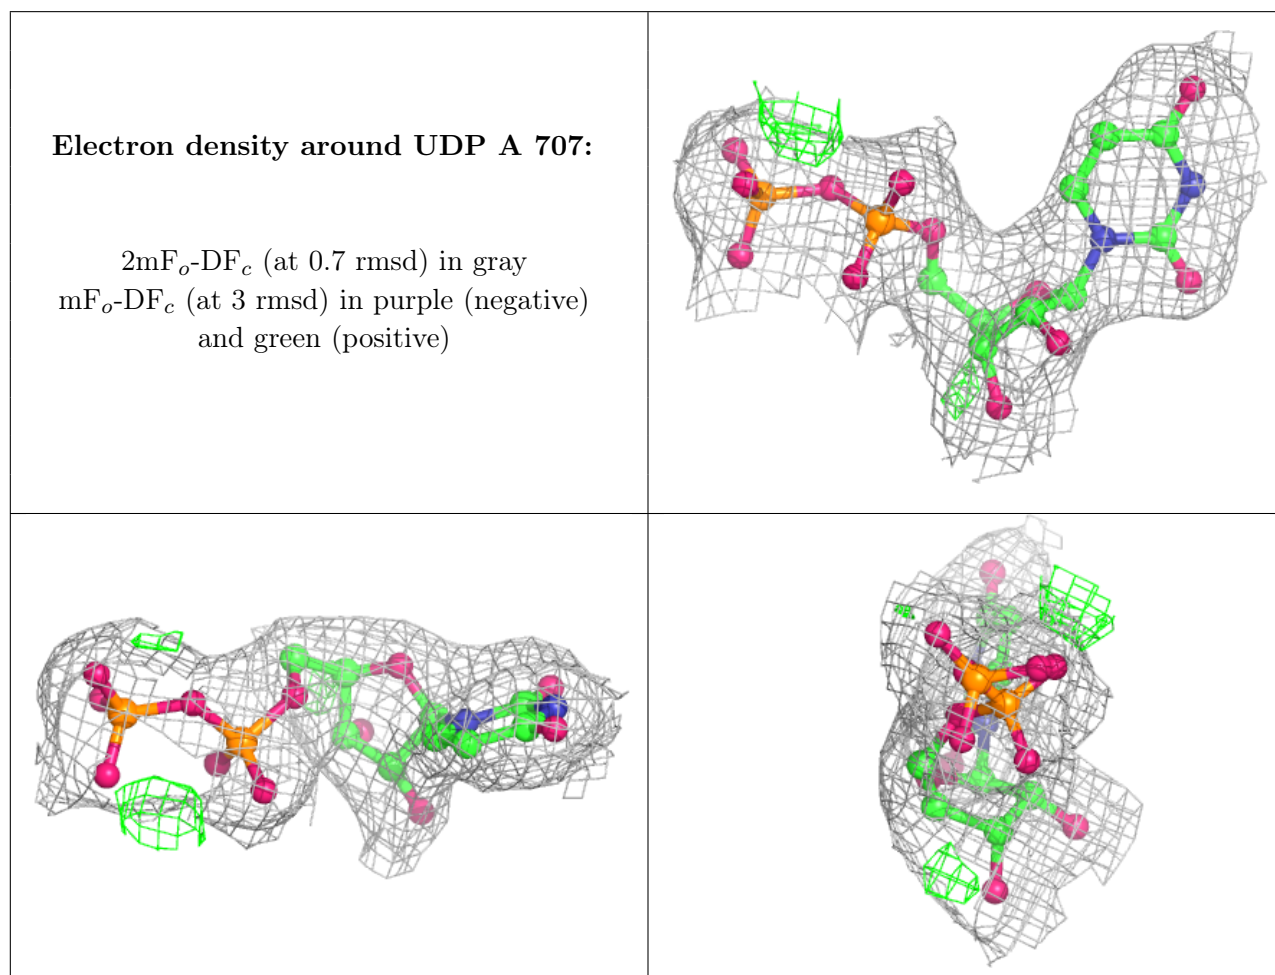 Electron density around UDP A 707:
2mFo-DFc (at 0.7 rmsd) in gray
mFo-DFc (at 3 rmsd) in purple (negative)
and green (positive)